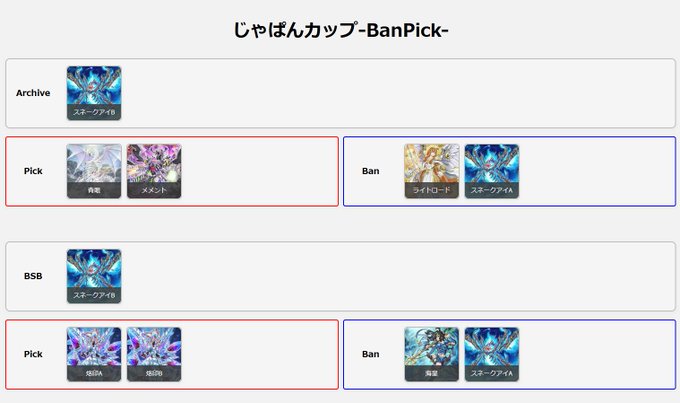 じゃぱんカップ-BanPick-
Archive
スネークアイB
Pick
青眼
メメント
Ban
ライトロード
スネークアイA
BSB
スネークアイB
Pick
烙印A
烙印B
Ban
海皇
スネークアイA